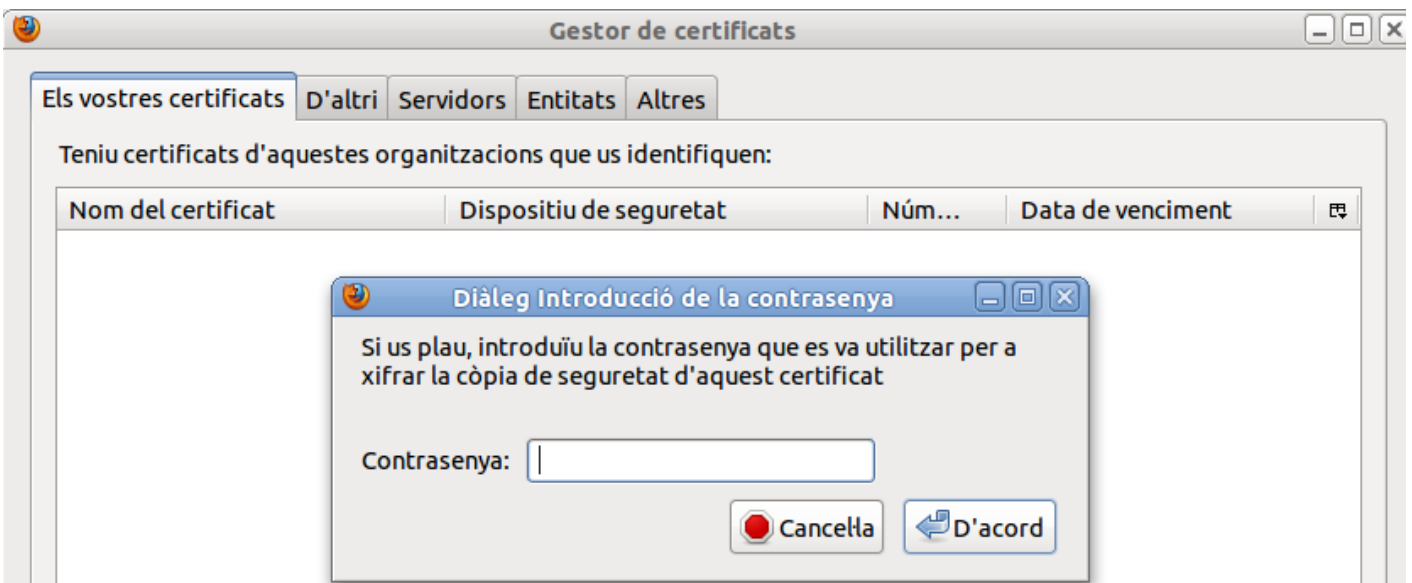 Gestor de certificats
Els vostres certificats D'altri Servidors Entitats Altres
Teniu certificats d'aquestes organitzacions que us identifiquen:
Nom del certificat Dispositiu de seguretat Núm... Data de venciment
Diàleg Introducció de la contrasenya
Si us plau, introduïu la contrasenya que es va utilitzar per a
xifrar la còpia de seguretat d'aquest certificat
Contrasenya:
Cancel·la D'acord